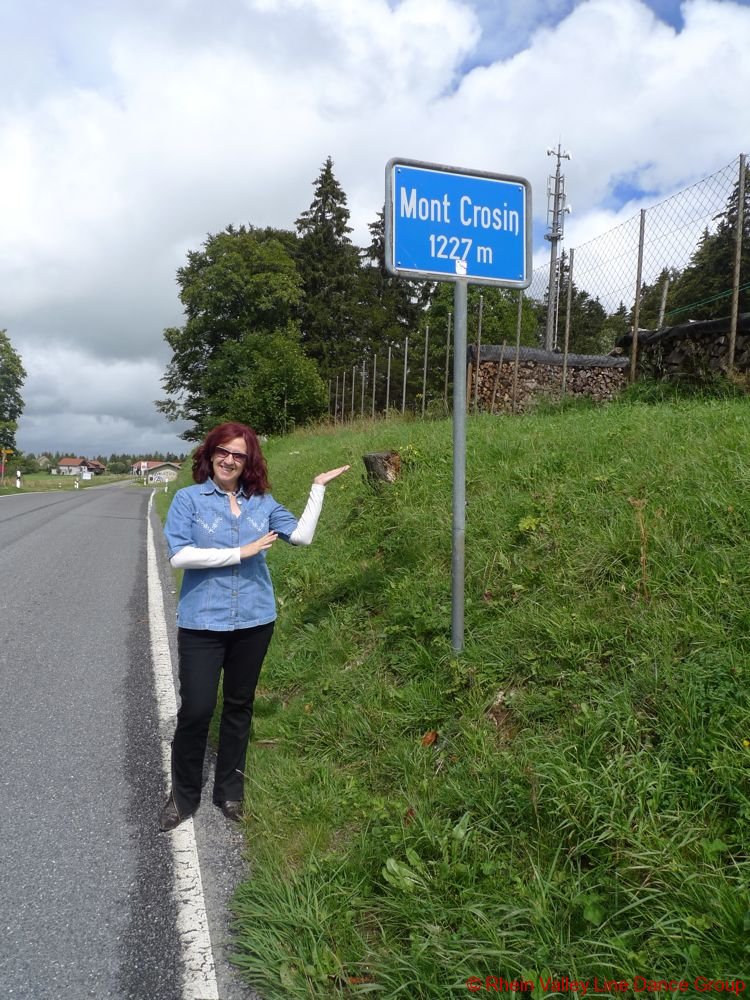 Mont Crosin
1227 m
© Rhein Valley Line Dance Group